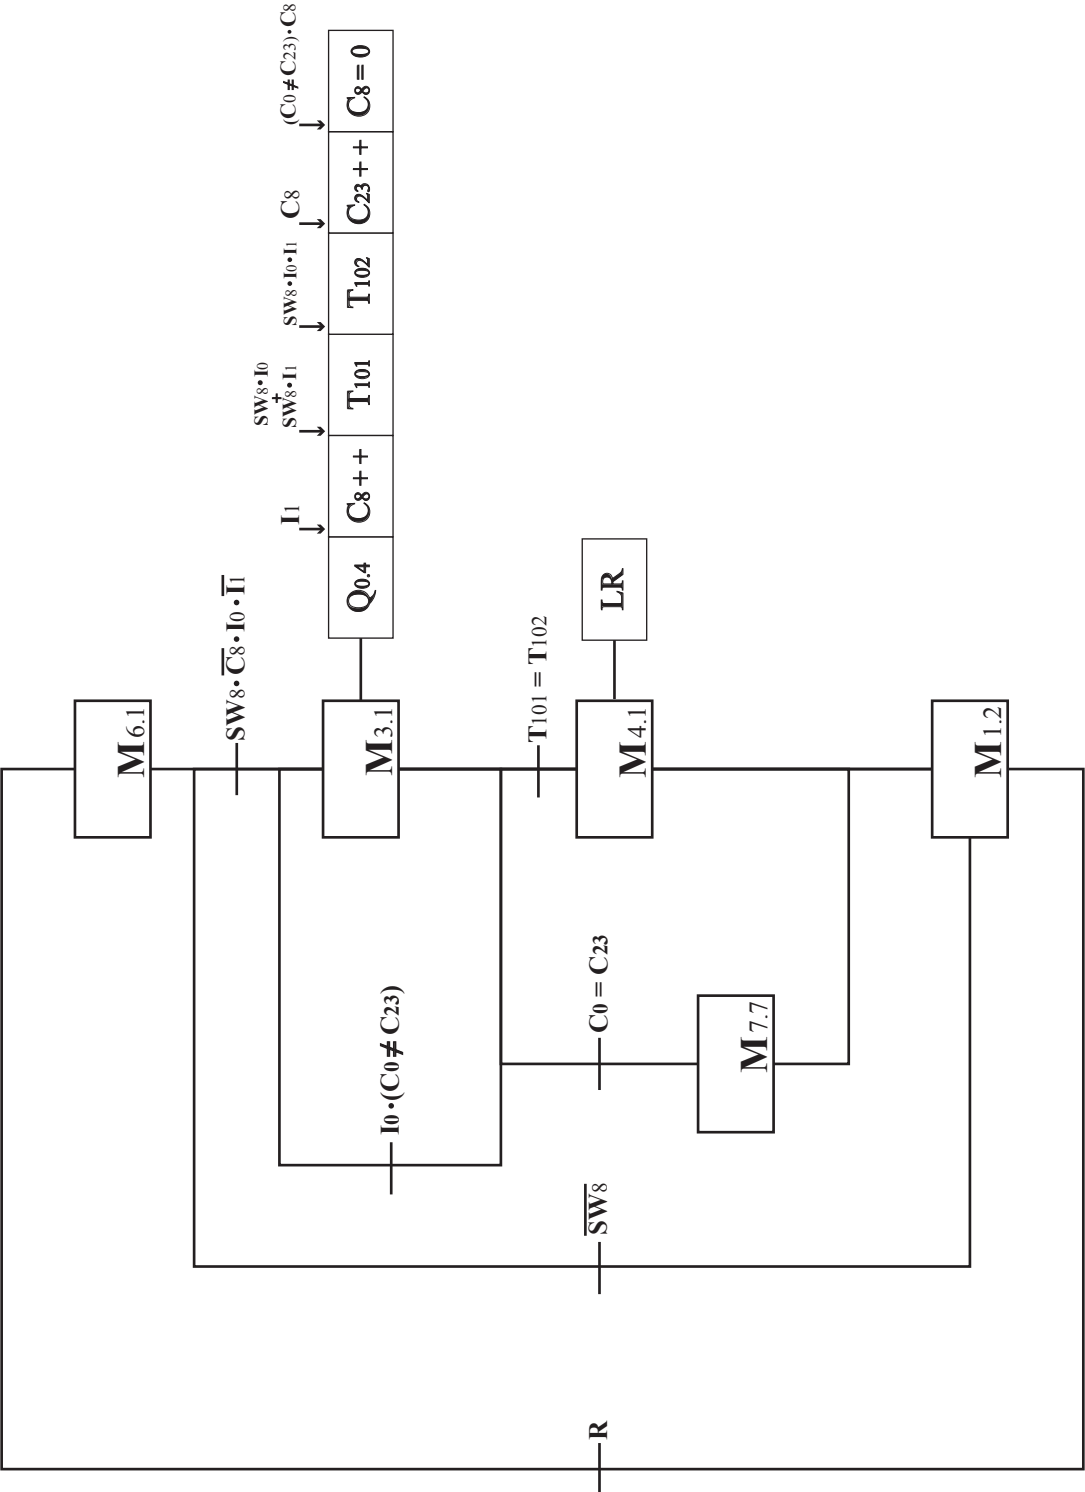 M6.1
SW8·C̅8·I0·I̅1
M3.1
Q0.4
I1
C8++
SW8·I0
+
SW8·I1
T101
SW8·I0·I1
T102
C8
C23++
(C0≠C23)·C8
C8=0
I0·(C0≠C23)
T101 = T102
M4.1
LR
C0 = C23
M7.7
S̅W̅8
M1.2
R